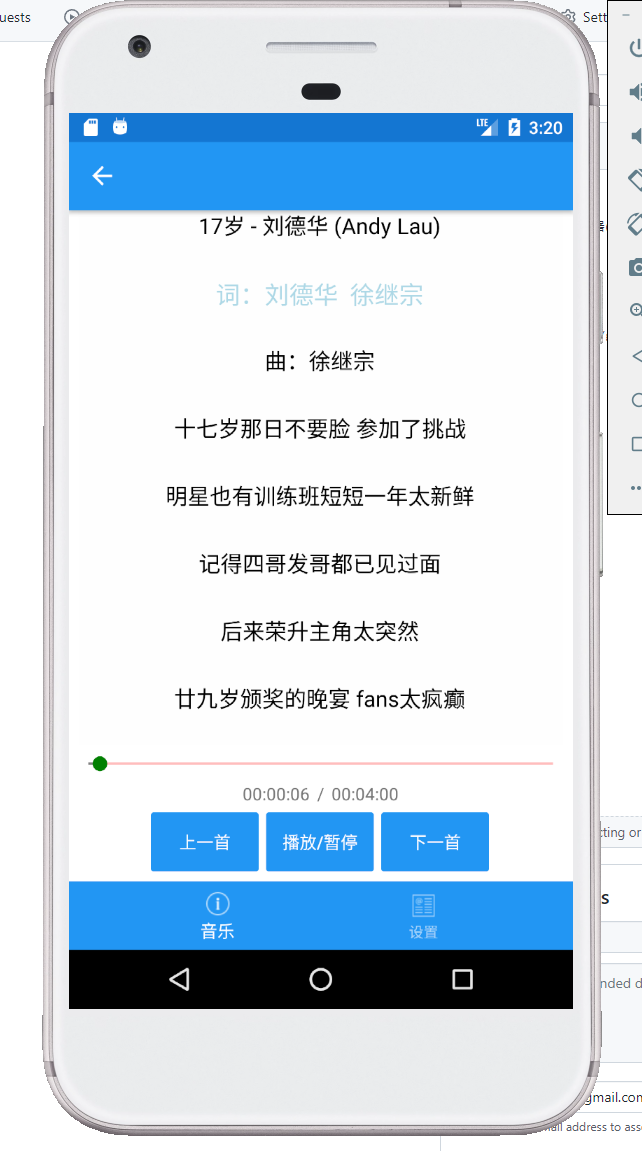 uests
Sett
LTE 3:20
17岁 - 刘德华 (Andy Lau)
词：刘德华 徐继宗
曲：徐继宗
十七岁那日不要脸 参加了挑战
明星也有训练班短短一年太新鲜
记得四哥发哥都已见过面
后来荣升主角太突然
廿九岁颁奖的晚宴 fans太疯癫
00:00:06 / 00:04:00
上一首
播放/暂停
下一首
cting or
s
音乐
设置
nded d
gmail.com
ail address to asso